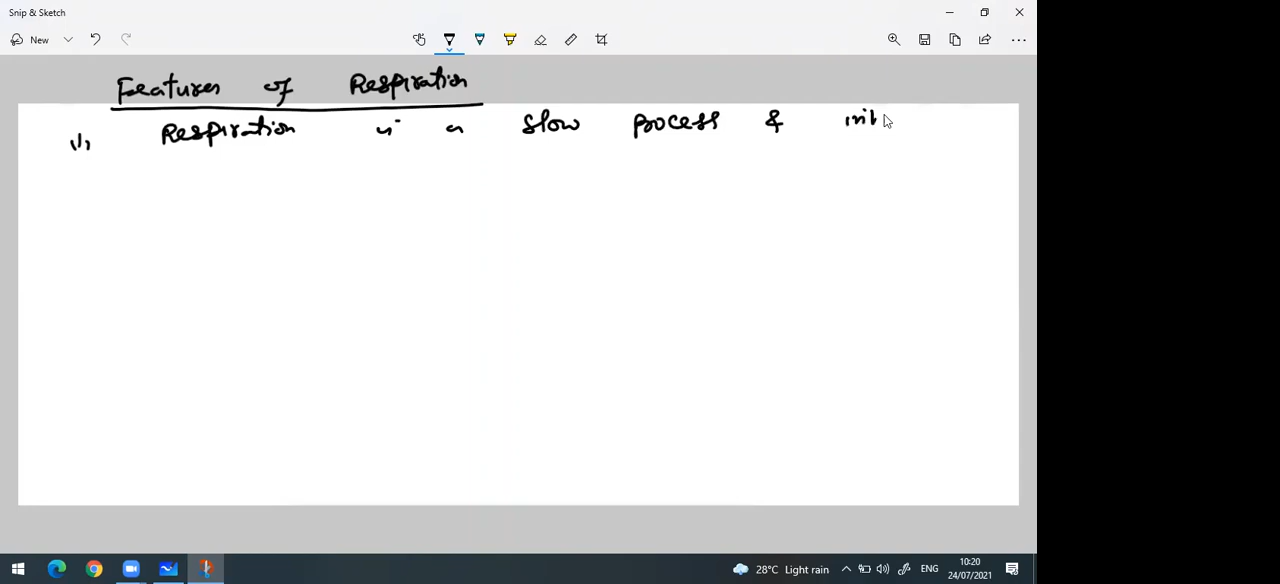 Snip & Sketch
New
Features of Respiration
(1) Respiration is a slow process &
28°C Light rain
ENG
10:20
24/07/2021